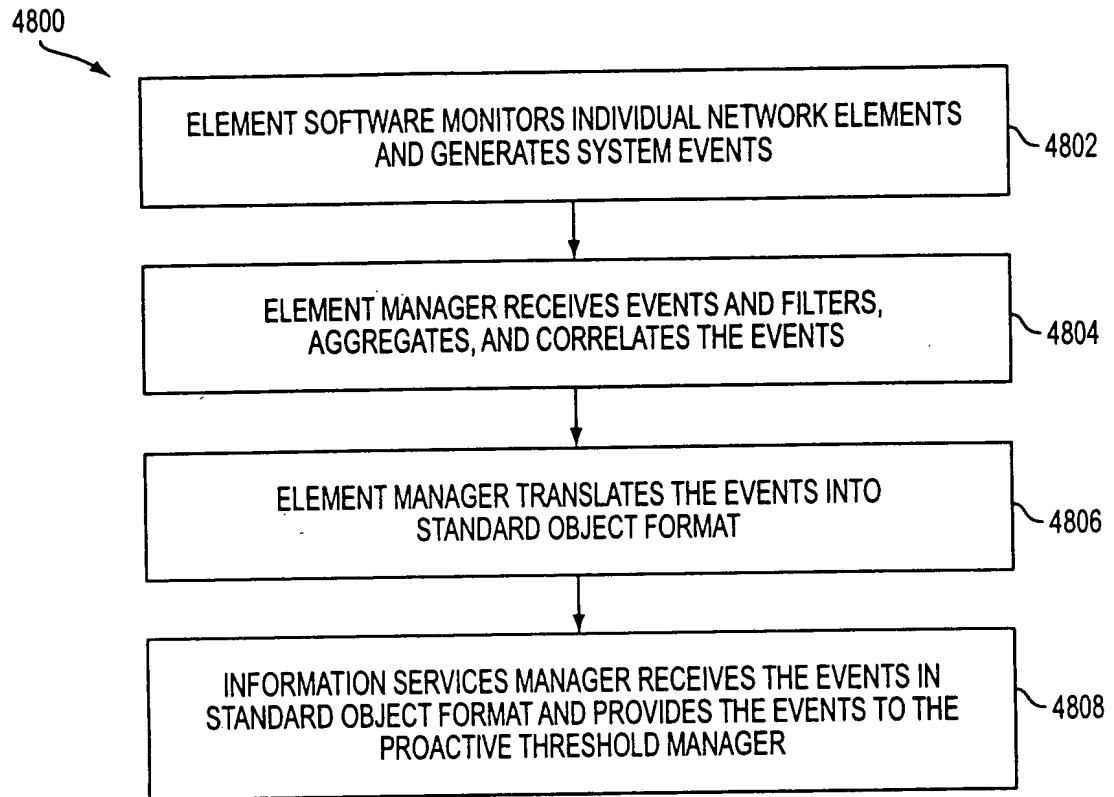 4800
ELEMENT SOFTWARE MONITORS INDIVIDUAL NETWORK ELEMENTS
AND GENERATES SYSTEM EVENTS
4802
ELEMENT MANAGER RECEIVES EVENTS AND FILTERS,
AGGREGATES, AND CORRELATES THE EVENTS
4804
ELEMENT MANAGER TRANSLATES THE EVENTS INTO
STANDARD OBJECT FORMAT
4806
INFORMATION SERVICES MANAGER RECEIVES THE EVENTS IN
STANDARD OBJECT FORMAT AND PROVIDES THE EVENTS TO THE
PROACTIVE THRESHOLD MANAGER
4808